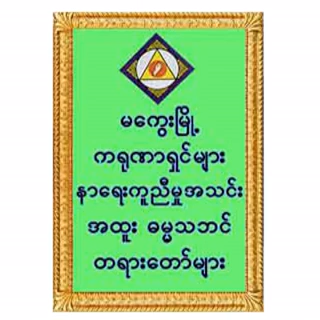 မကွေးမြို့
ကရုဏာရှင်များ
နာရေးကူညီမှုအသင်း
အထူး ဓမ္မသဘင်
တရားတော်များ